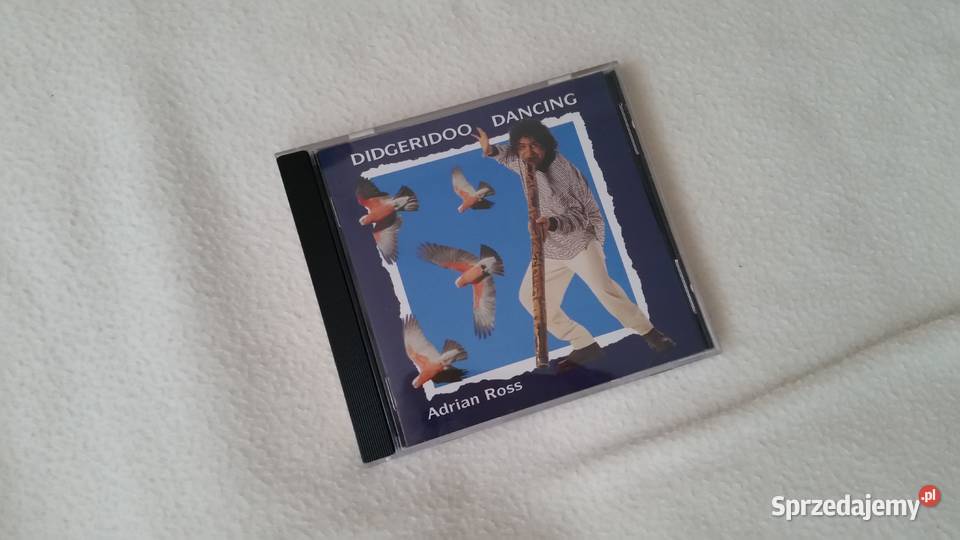 DIDGERIDOO DANCING
Adrian Ross
Sprzedajemy.pl